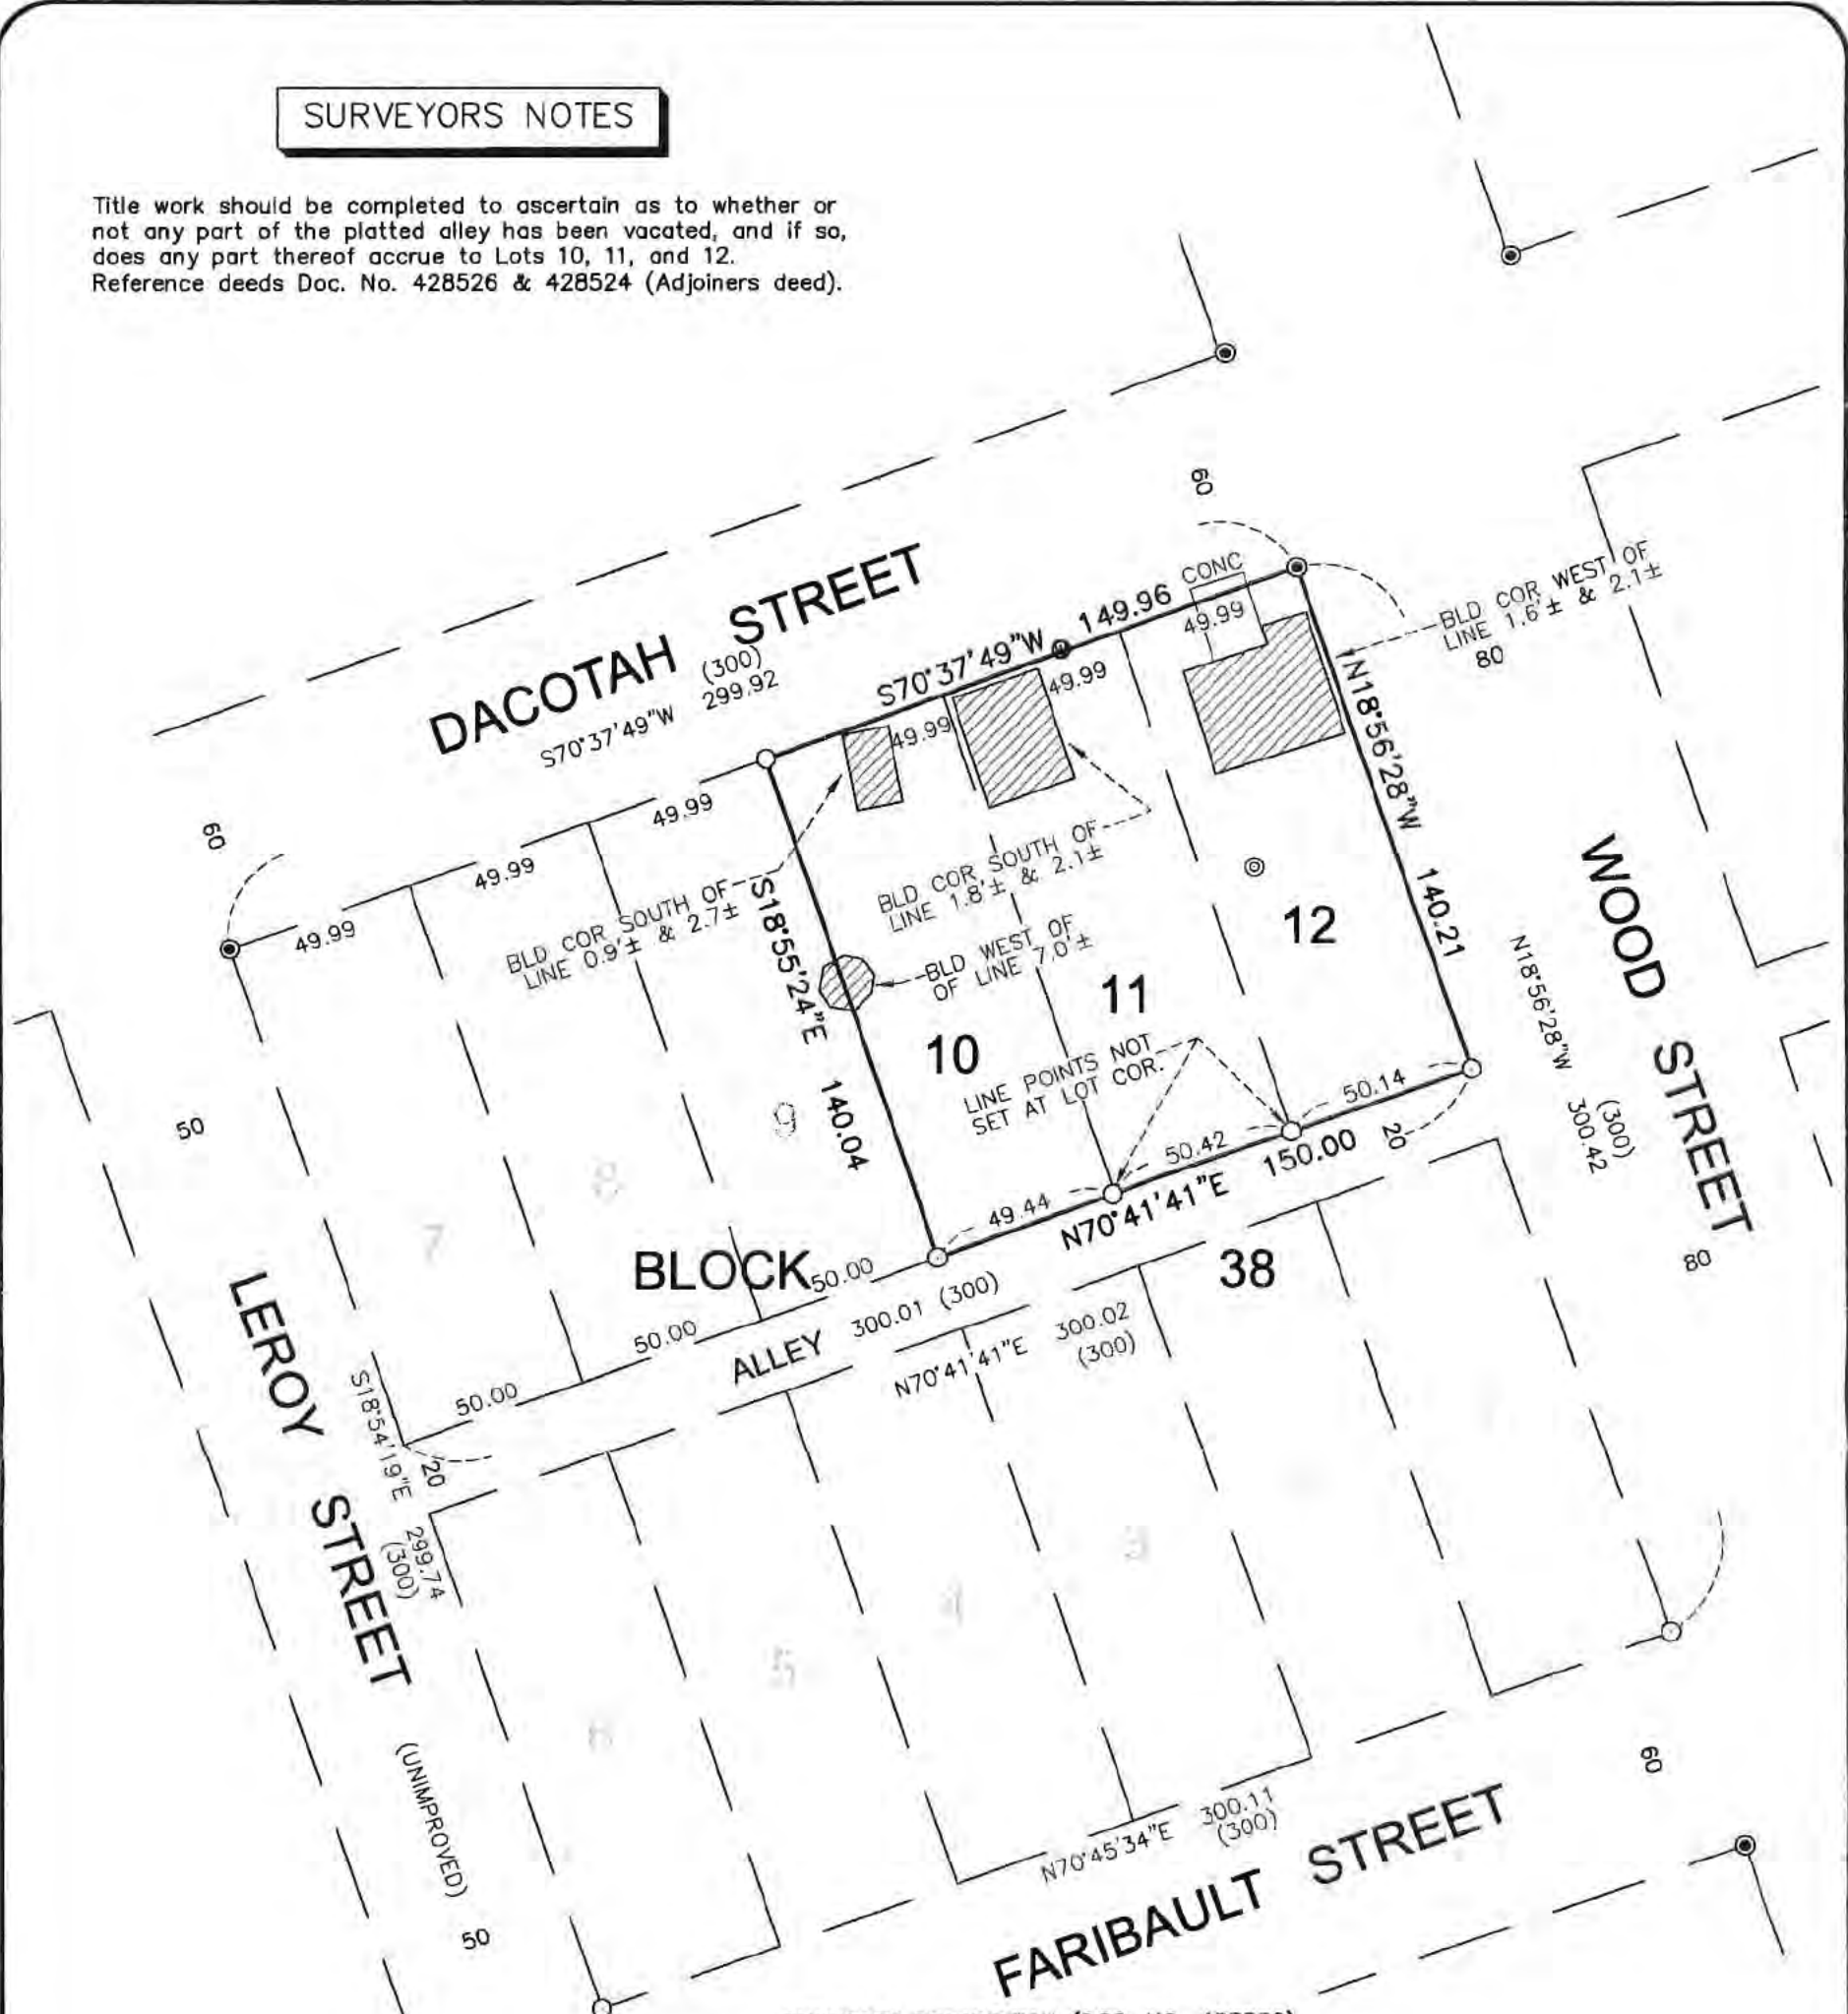 SURVEYORS NOTES
Title work should be completed to ascertain as to whether or
not any part of the platted alley has been vacated, and if so,
does any part thereof accrue to Lots 10, 11, and 12.
Reference deeds Doc. No. 428526 & 428524 (Adjoiners deed).
60
DACOTAH STREET
(300)
S70°37'49"W 299.92
S70°37'49"W 149.96
CONC
49.99
49.99
49.99
49.99
49.99
49.99
BLD COR WEST OF
LINE 1.6'± & 2.1±
80
N18°56'28"W 140.21
60
BLD COR SOUTH OF
LINE 0.9'± & 2.7±
BLD COR SOUTH OF
LINE 1.8'± & 2.1±
S18°55'24"E 140.04
BLD WEST OF
OF LINE 7.0'±
12
11
10
9
8
7
WOOD STREET
N18°56'28"W 300.42
(300)
80
50
LINE POINTS NOT
SET AT LOT COR.
50.14
50.42
49.44
N70°41'41"E 150.00
20
BLOCK 38
50.00
50.00
50.00
ALLEY 300.01 (300)
N70°41'41"E 300.02
(300)
LEROY STREET
(UNIMPROVED)
S18°54'19"E 299.74
(300)
20
3
4
5
6
50
60
N70°45'34"E 300.11
(300)
FARIBAULT STREET